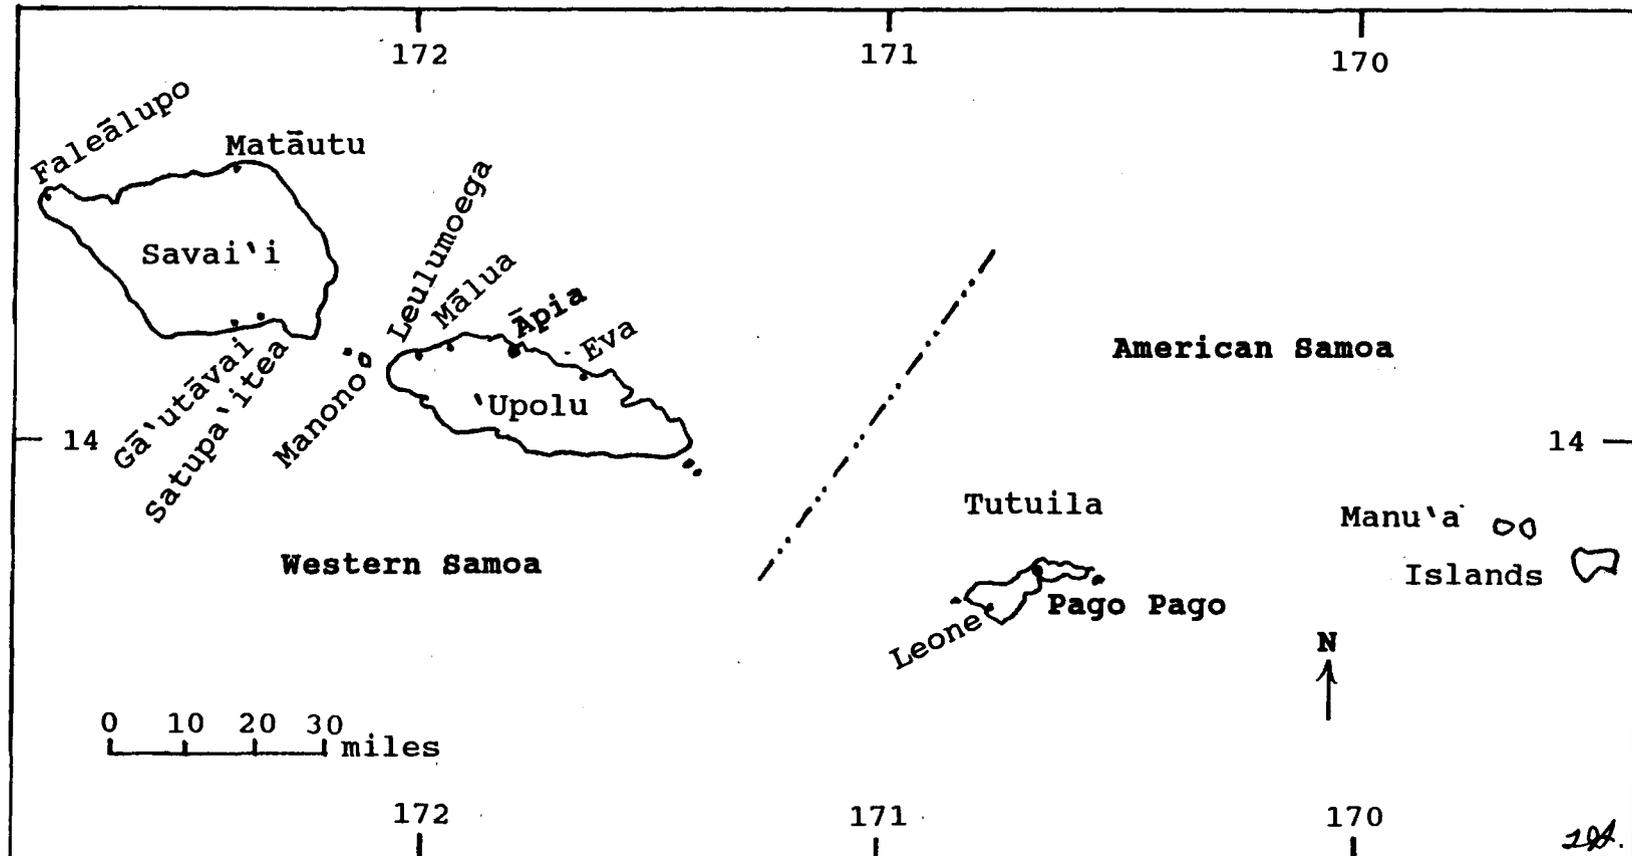 172 171 170
Faleālupo
Matāutu
Savai‘i
Leulumoega
Mālua
Āpia
Eva
American Samoa
Gā‘utāvai
Satupa‘itea
Manono
‘Upolu
14 14
Tutuila
Manu‘a
Islands
Western Samoa
Pago Pago
Leone
N
0 10 20 30
miles
172 171 170